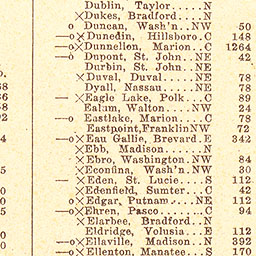 Dublin, Taylor.....N
×Dukes, Bradford....N
o Duncan, Wash'n..NW 50
—o×Dunedin, Hillsboro.C 148
—o×Dunnellon, Marion...C 1264
—o Dupont, St. John..NE 42
Durbin, St. John..NE
×Duval, Duval.....NE 78
Dyall, Nassau....NE 78
— ×Eagle Lake, Polk...C 89
Ealum, Walton....NW 24
—o Eastlake, Marion...C 78
Eastpoint,FranklinNW 72
—o×Eau Gallie, Brevard.E 342
×Ebb, Madison.....N
×Ebro, Washington.NW 84
×Econfina, Wash'n.NW 30
— ×Eden, St. Lucie....S 112
×Edenfield, Sumter...C 42
—o×Edgar, Putnam...NE 112
—o×Ehren, Pasco......C 94
×Elarbee, Bradford..N
Eldridge, Volusia...E 112
—o×Ellaville, Madison..N 392
—o×Ellenton, Manatee..S 170